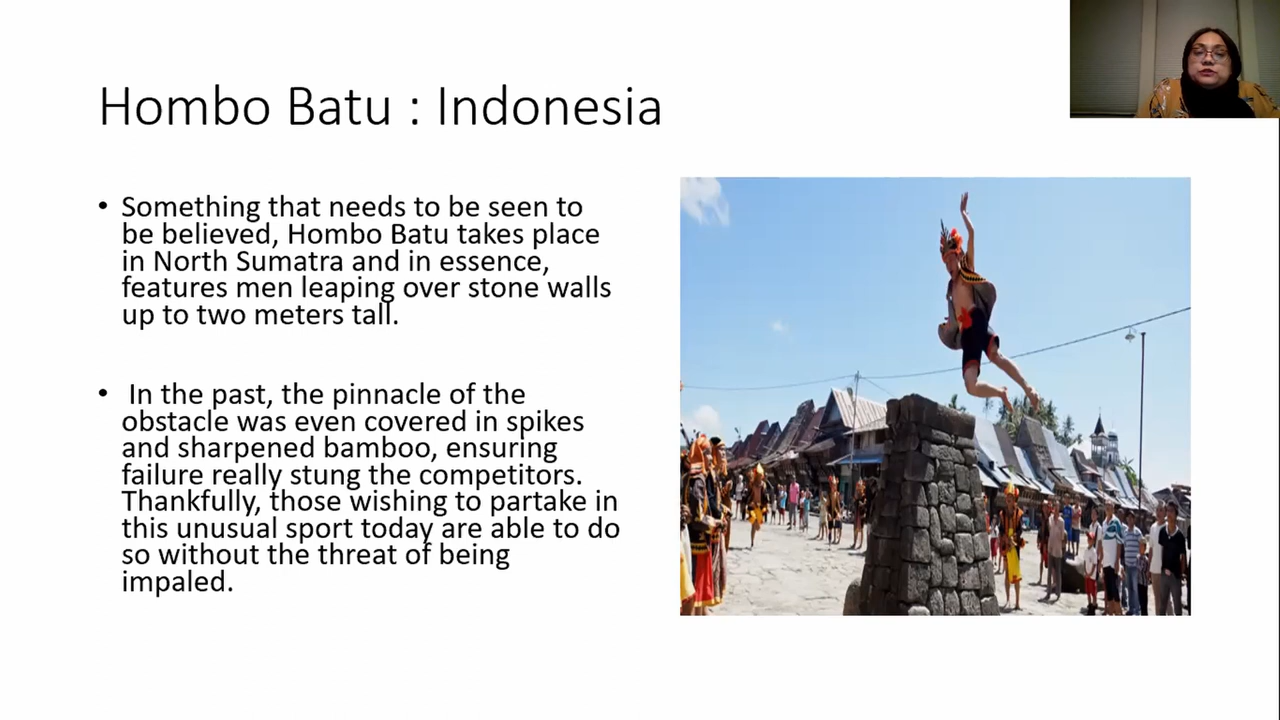 Hombo Batu : Indonesia
• Something that needs to be seen to
be believed, Hombo Batu takes place
in North Sumatra and in essence,
features men leaping over stone walls
up to two meters tall.
• In the past, the pinnacle of the
obstacle was even covered in spikes
and sharpened bamboo, ensuring
failure really stung the competitors.
Thankfully, those wishing to partake in
this unusual sport today are able to do
so without the threat of being
impaled.